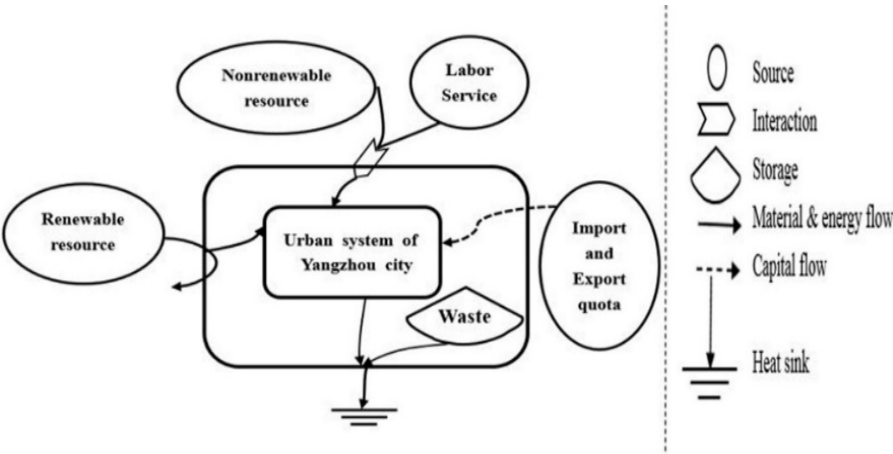 Nonrenewable
resource
Labor
Service
Renewable
resource
Urban system of
Yangzhou city
Import
and
Export
quota
Waste
Source
Interaction
Storage
Material & energy flow
Capital flow
Heat sink